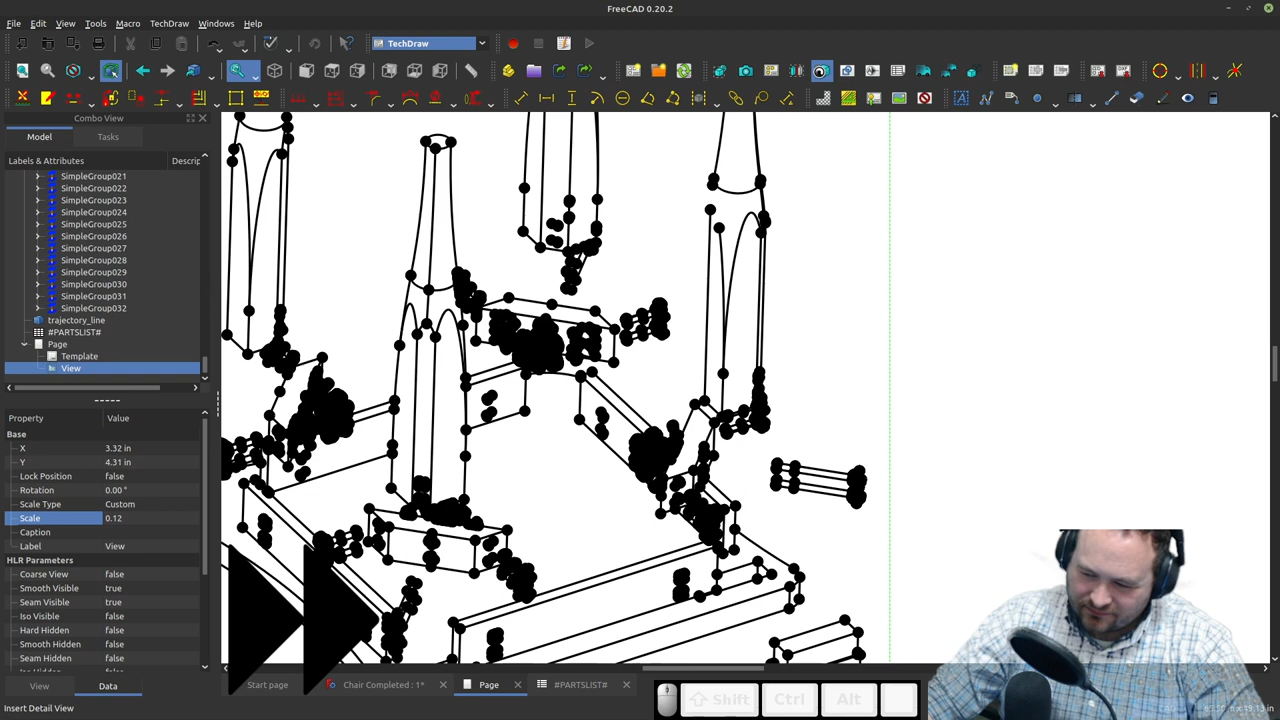 FreeCAD 0.20.2
File Edit View Tools Macro TechDraw Windows Help
TechDraw
Combo View
Model Tasks
Labels & Attributes Descrip
SimpleGroup021
SimpleGroup022
SimpleGroup023
SimpleGroup024
SimpleGroup025
SimpleGroup026
SimpleGroup027
SimpleGroup028
SimpleGroup029
SimpleGroup030
SimpleGroup031
SimpleGroup032
trajectory_line
#PARTSLIST#
Page
Template
View
Property Value
Base
X 3.32 in
Y 4.31 in
Lock Position false
Rotation 0.00 °
Scale Type Custom
Scale 0.12
Caption
Label View
HLR Parameters
Coarse View false
Smooth Visible true
Seam Visible true
Iso Visible false
Hard Hidden false
Smooth Hidden false
Seam Hidden false
View Data
Start page Chair Completed : 1* Page #PARTSLIST#
Shift Ctrl Alt
Insert Detail View